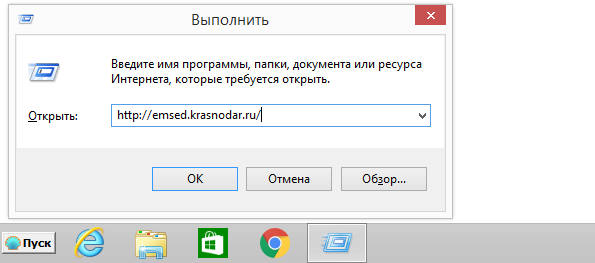 Выполнить
Введите имя программы, папки, документа или ресурса
Интернета, которые требуется открыть.
Открыть:
http://emsed.krasnodar.ru/
ОК
Отмена
Обзор...
Пуск